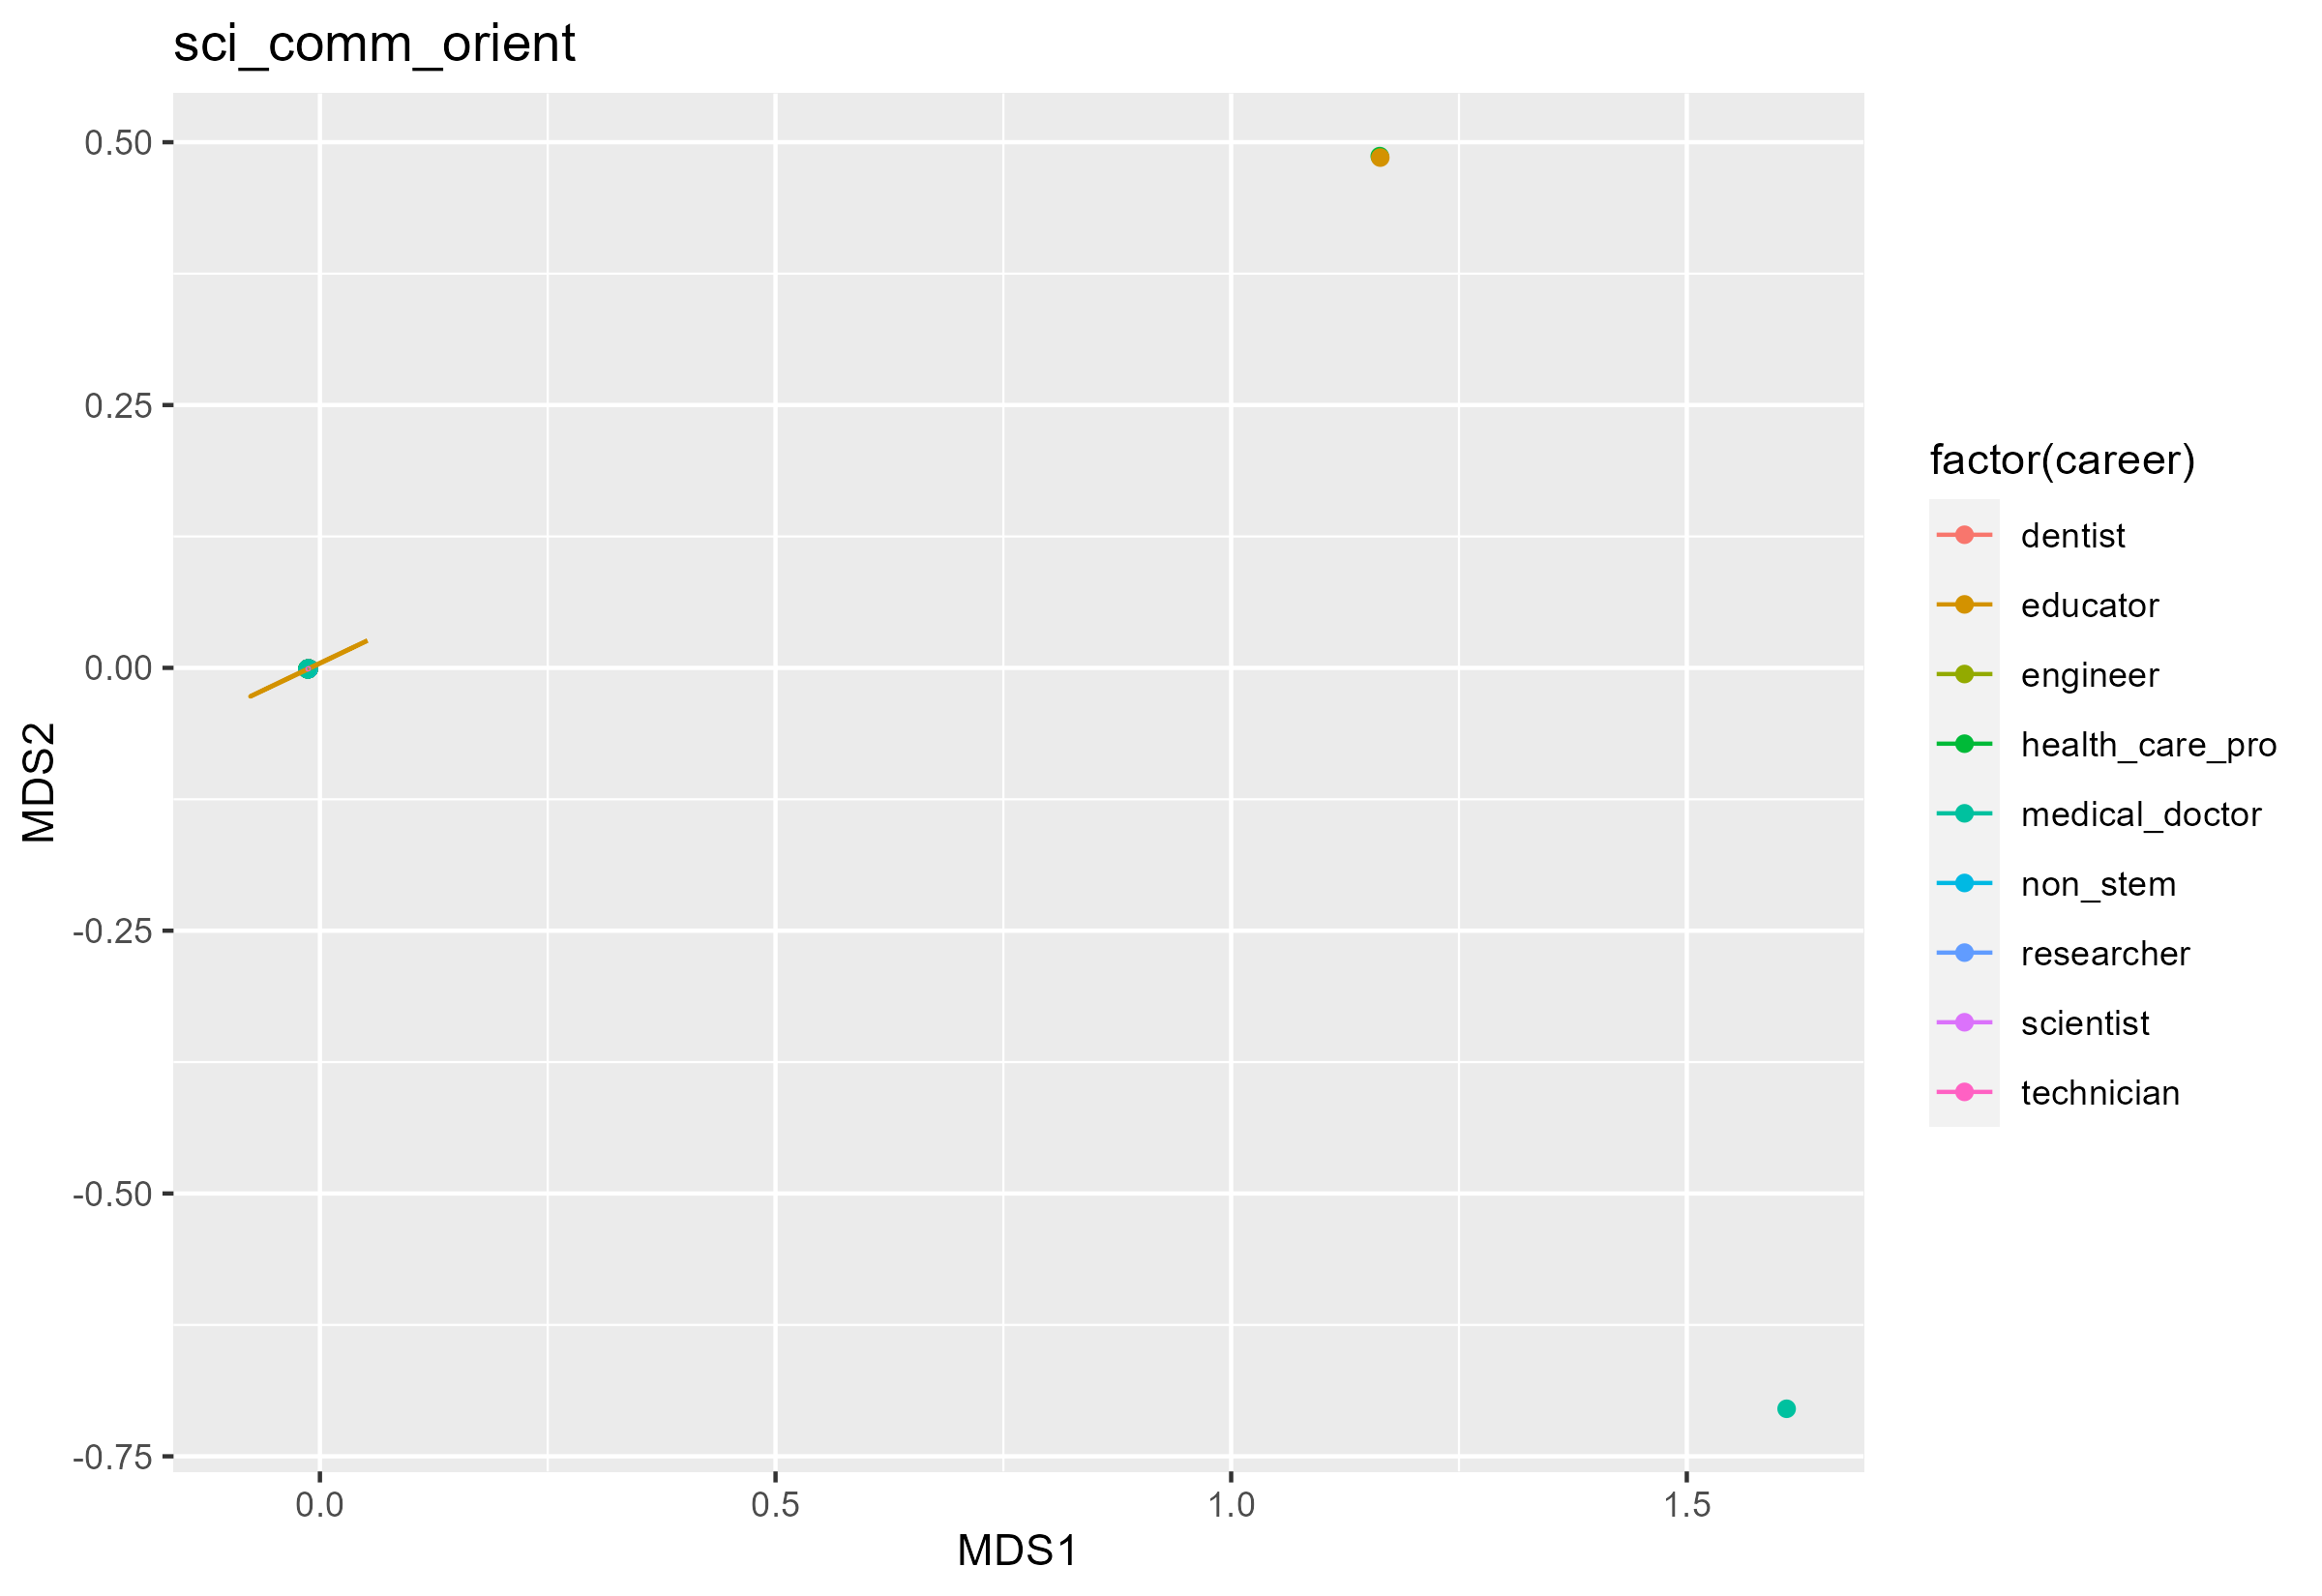 sci_comm_orient
0.50
0.25
0.00
-0.25
-0.50
-0.75
MDS2
0.0 0.5 1.0 1.5
MDS1
factor(career)
dentist
educator
engineer
health_care_pro
medical_doctor
non_stem
researcher
scientist
technician